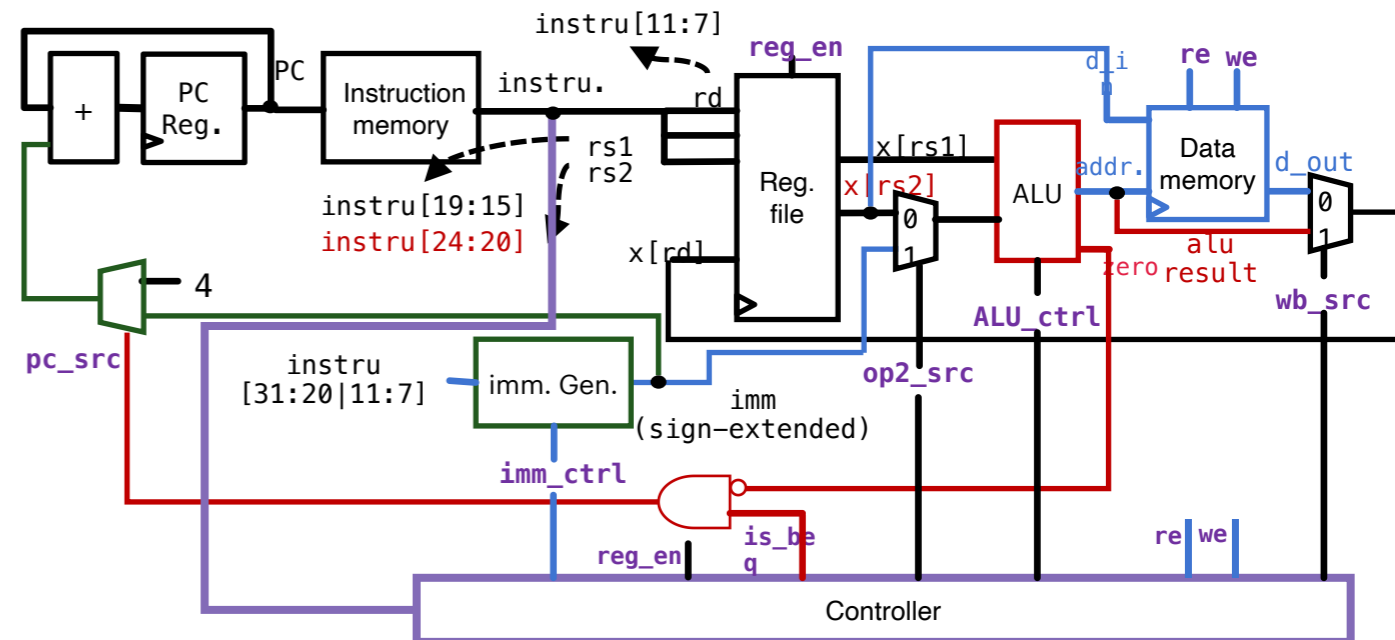 instru[11:7]
reg_en
PC
+
PC
Reg.
Instruction
memory
instru.
rd
rs1
rs2
instru[19:15]
instru[24:20]
x[rd]
Reg.
file
x[rs1]
x[rs2]
0
1
ALU
d_i
n
re
we
addr.
Data
memory
d_out
0
1
alu
result
zero
wb_src
4
pc_src
instru
[31:20|11:7]
imm. Gen.
imm
(sign-extended)
ALU_ctrl
op2_src
imm_ctrl
reg_en
is_be
q
re
we
Controller